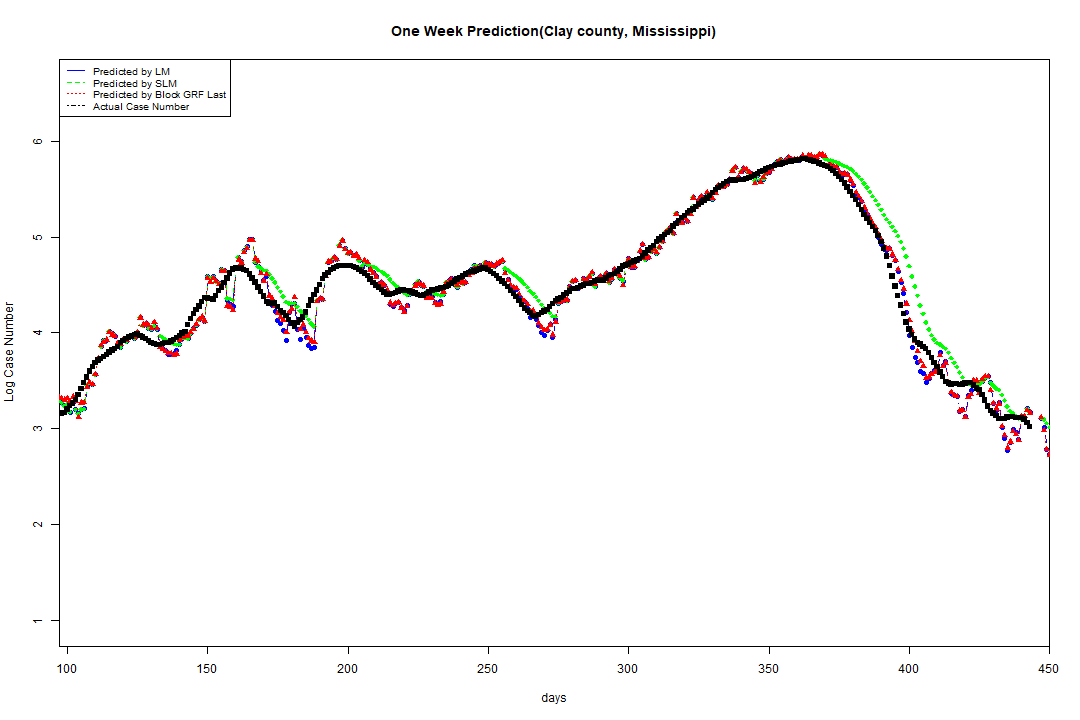 One Week Prediction(Clay county, Mississippi)
Predicted by LM
Predicted by SLM
Predicted by Block GRF Last
Actual Case Number
Log Case Number
6
5
4
3
2
1
100 150 200 250 300 350 400 450
days